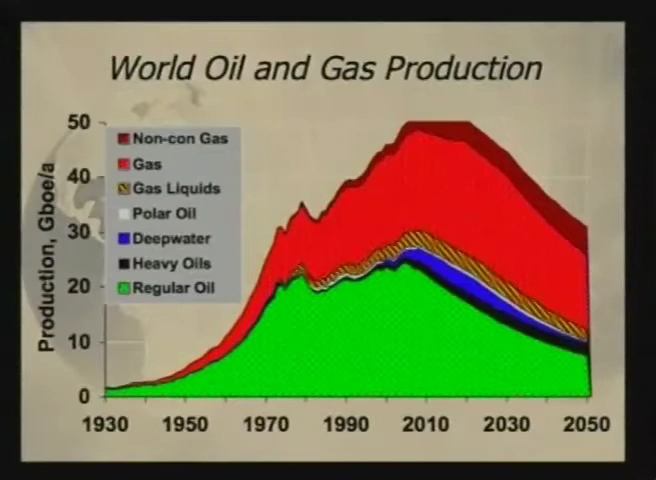 World Oil and Gas Production
Production, Gboe/a
50
40
30
20
10
0
Non-con Gas
Gas
Gas Liquids
Polar Oil
Deepwater
Heavy Oils
Regular Oil
1930 1950 1970 1990 2010 2030 2050